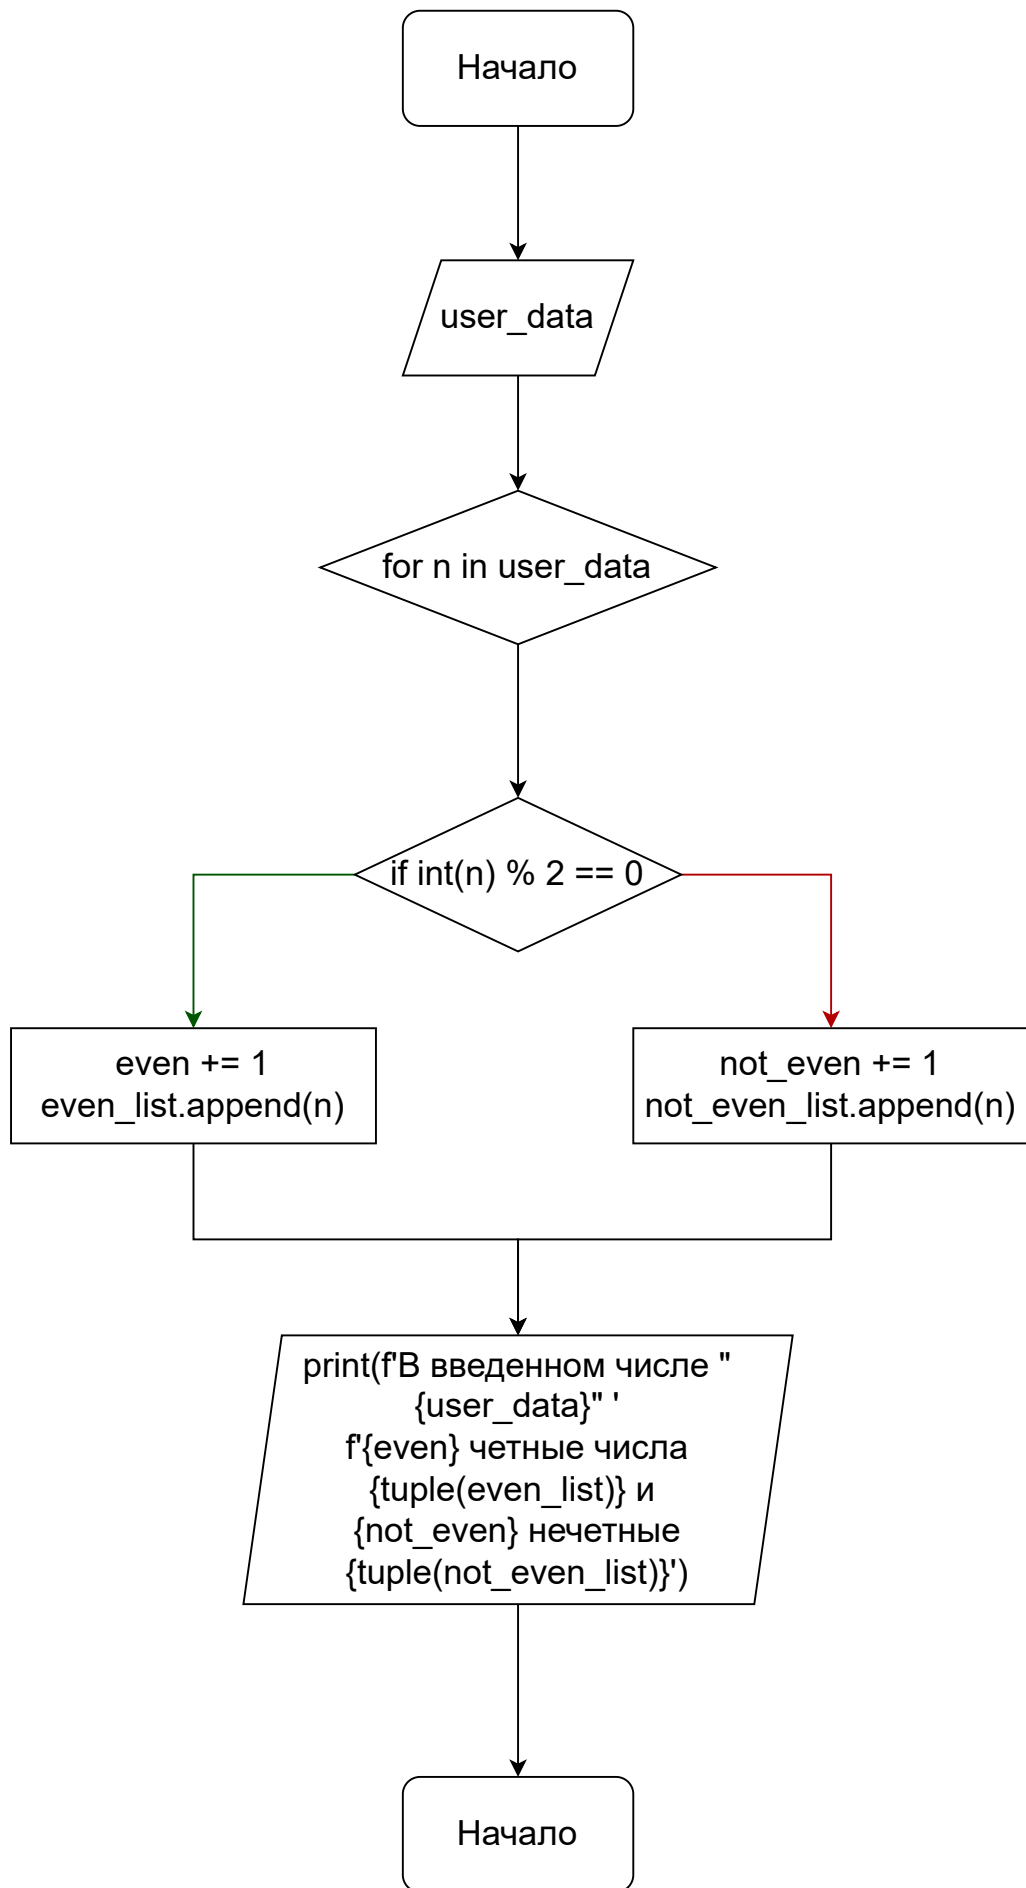 Начало
user_data
for n in user_data
if int(n) % 2 == 0
even += 1
even_list.append(n)
not_even += 1
not_even_list.append(n)
print(f'В введенном числе "
{user_data}" '
f'{even} четные числа
{tuple(even_list)} и
{not_even} нечетные
{tuple(not_even_list)}')
Начало